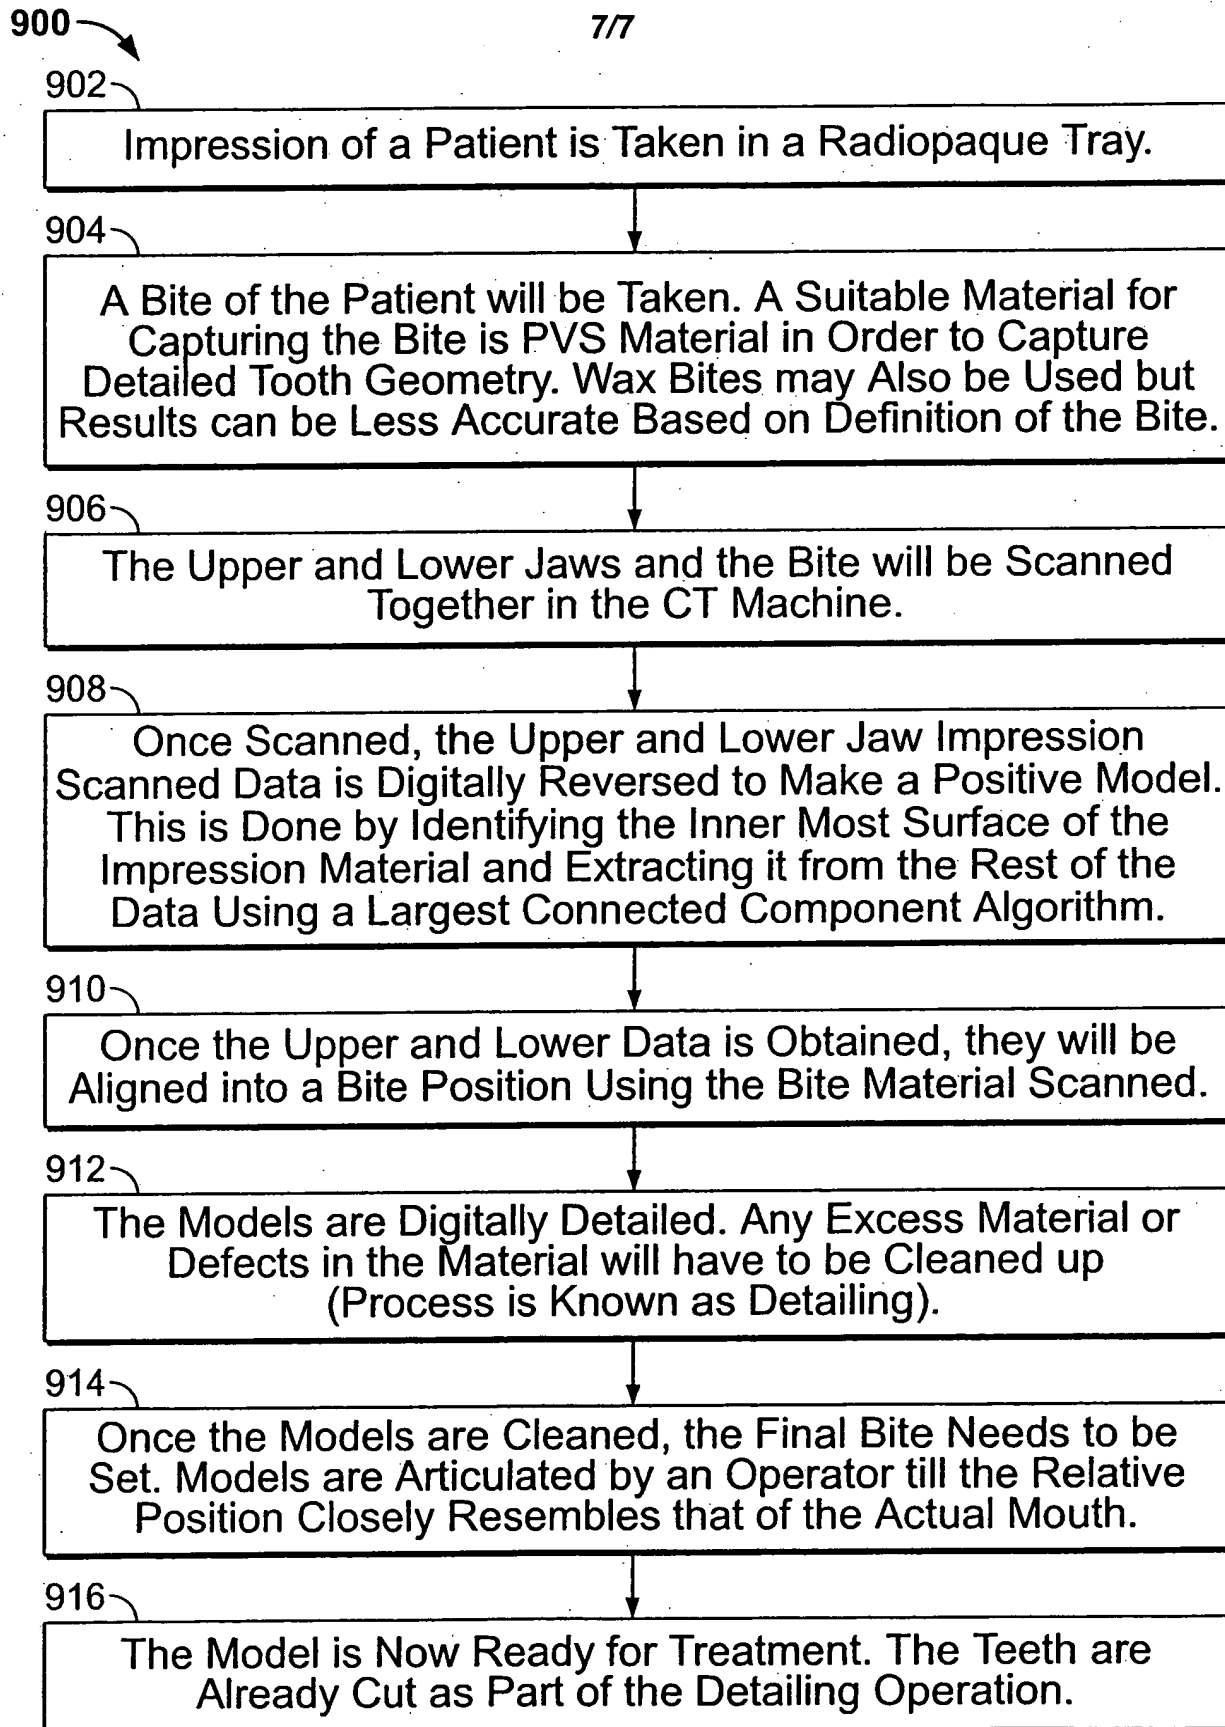 900
7/7
902
Impression of a Patient is Taken in a Radiopaque Tray.
904
A Bite of the Patient will be Taken. A Suitable Material for
Capturing the Bite is PVS Material in Order to Capture
Detailed Tooth Geometry. Wax Bites may Also be Used but
Results can be Less Accurate Based on Definition of the Bite.
906
The Upper and Lower Jaws and the Bite will be Scanned
Together in the CT Machine.
908
Once Scanned, the Upper and Lower Jaw Impression
Scanned Data is Digitally Reversed to Make a Positive Model.
This is Done by Identifying the Inner Most Surface of the
Impression Material and Extracting it from the Rest of the
Data Using a Largest Connected Component Algorithm.
910
Once the Upper and Lower Data is Obtained, they will be
Aligned into a Bite Position Using the Bite Material Scanned.
912
The Models are Digitally Detailed. Any Excess Material or
Defects in the Material will have to be Cleaned up
(Process is Known as Detailing).
914
Once the Models are Cleaned, the Final Bite Needs to be
Set. Models are Articulated by an Operator till the Relative
Position Closely Resembles that of the Actual Mouth.
916
The Model is Now Ready for Treatment. The Teeth are
Already Cut as Part of the Detailing Operation.